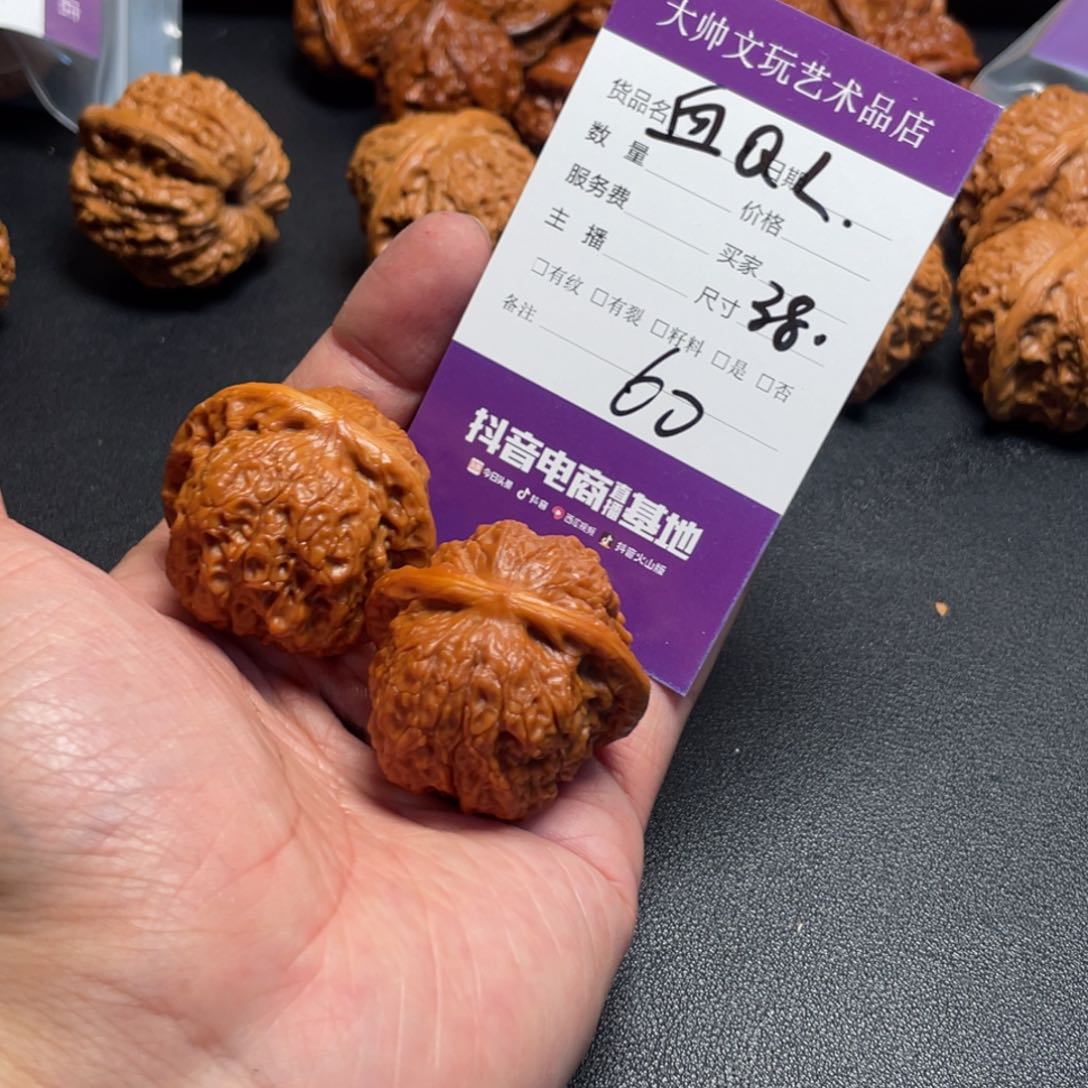 大帅文玩艺术品店
货品名 血QL. 日期
数 量 价格
服务费 买家
主 播 尺寸 38.
□有纹 □有裂 □籽料 □是 □否
备注 60
抖音电商直播基地
今日头条 抖音 西瓜视频 抖音火山版